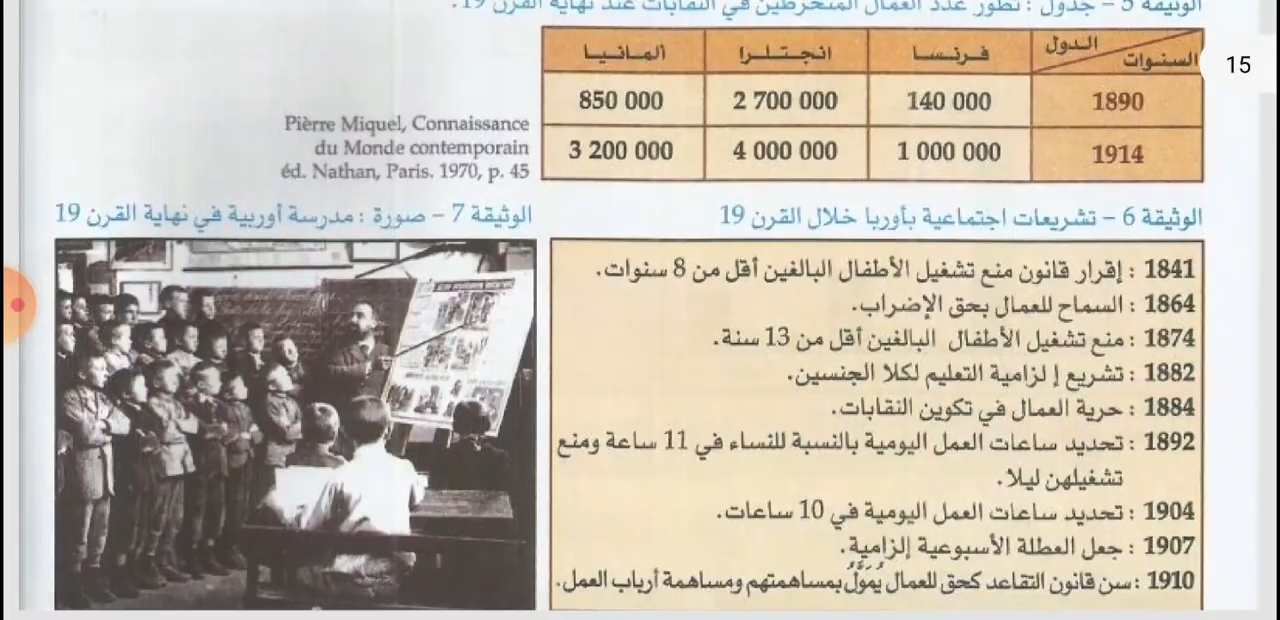 الوثيقة 5 - جدول : تطور عدد العمال المنخرطين في النقابات عند نهاية القرن 19.
15
الدول
السنوات
فرنسا انجتلرا ألمانيا
1890 140 000 2 700 000 850 000
1914 1 000 000 4 000 000 3 200 000
Pièrre Miquel, Connaissance
du Monde contemporain
éd. Nathan, Paris. 1970, p. 45
الوثيقة 6 - تشريعات اجتماعية بأوربا خلال القرن 19
1841 : إقرار قانون منع تشغيل الأطفال البالغين أقل من 8 سنوات.
1864 : السماح للعمال بحق الإضراب.
1874 : منع تشغيل الأطفال البالغين أقل من 13 سنة.
1882 : تشريع إ لزامية التعليم لكلا الجنسين.
1884 : حرية العمال في تكوين النقابات.
1892 : تحديد ساعات العمل اليومية بالنسبة للنساء في 11 ساعة ومنع
تشغيلهن ليلا.
1904 : تحديد ساعات العمل اليومية في 10 ساعات.
1907 : جعل العطلة الأسبوعية إلزامية.
1910 : سن قانون التقاعد كحق للعمال يُمَوَّلُ بمساهمتهم ومساهمة أرباب العمل.
الوثيقة 7 - صورة : مدرسة أوربية في نهاية القرن 19